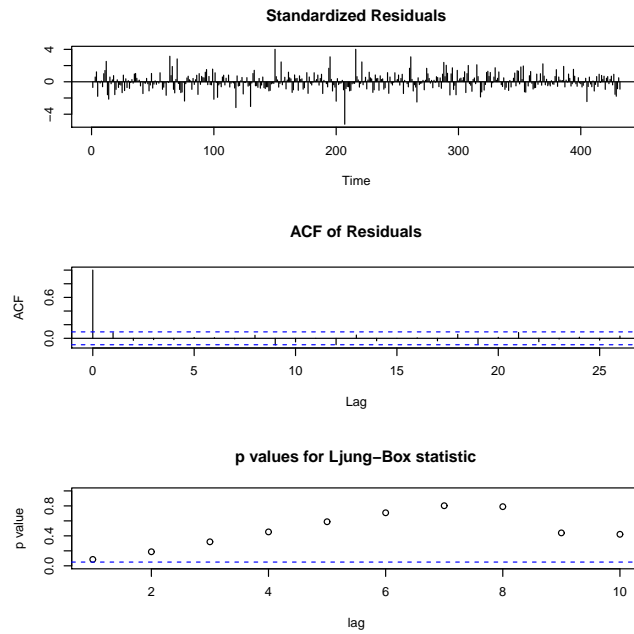 Standardized Residuals
4
0
−4
0 100 200 300 400
Time
ACF of Residuals
ACF
0.6
0.0
0 5 10 15 20 25
Lag
p values for Ljung−Box statistic
p value
0.8
0.4
0.0
2 4 6 8 10
lag